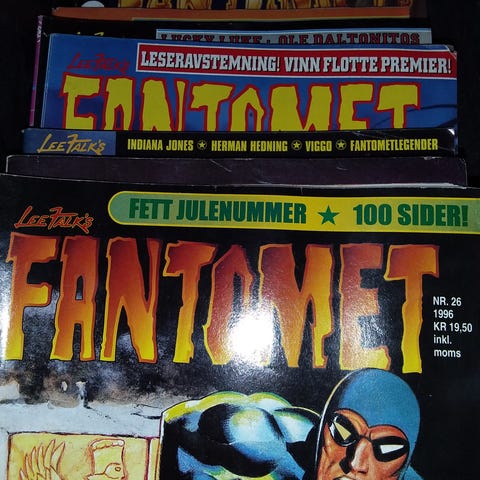 FANTOMET
LUCKY LUKE · OLE DALTONITOS
LESERAVSTEMNING! VINN FLOTTE PREMIER!
LEE FALK'S
FANTOMET
LEE FALK'S
INDIANA JONES ★ HERMAN HEDNING ★ VIGGO ★ FANTOMETLEGENDER
FETT JULENUMMER ★ 100 SIDER!
LEE FALK'S
FANTOMET
NR. 26
1996
KR 19,50
inkl.
moms